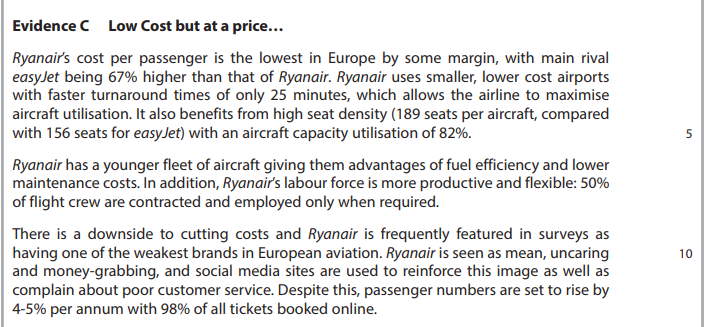 Evidence C Low Cost but at a price…
Ryanair's cost per passenger is the lowest in Europe by some margin, with main rival
easyJet being 67% higher than that of Ryanair. Ryanair uses smaller, lower cost airports
with faster turnaround times of only 25 minutes, which allows the airline to maximise
aircraft utilisation. It also benefits from high seat density (189 seats per aircraft, compared
with 156 seats for easyJet) with an aircraft capacity utilisation of 82%. 5
Ryanair has a younger fleet of aircraft giving them advantages of fuel efficiency and lower
maintenance costs. In addition, Ryanair's labour force is more productive and flexible: 50%
of flight crew are contracted and employed only when required.
There is a downside to cutting costs and Ryanair is frequently featured in surveys as
having one of the weakest brands in European aviation. Ryanair is seen as mean, uncaring 10
and money-grabbing, and social media sites are used to reinforce this image as well as
complain about poor customer service. Despite this, passenger numbers are set to rise by
4-5% per annum with 98% of all tickets booked online.